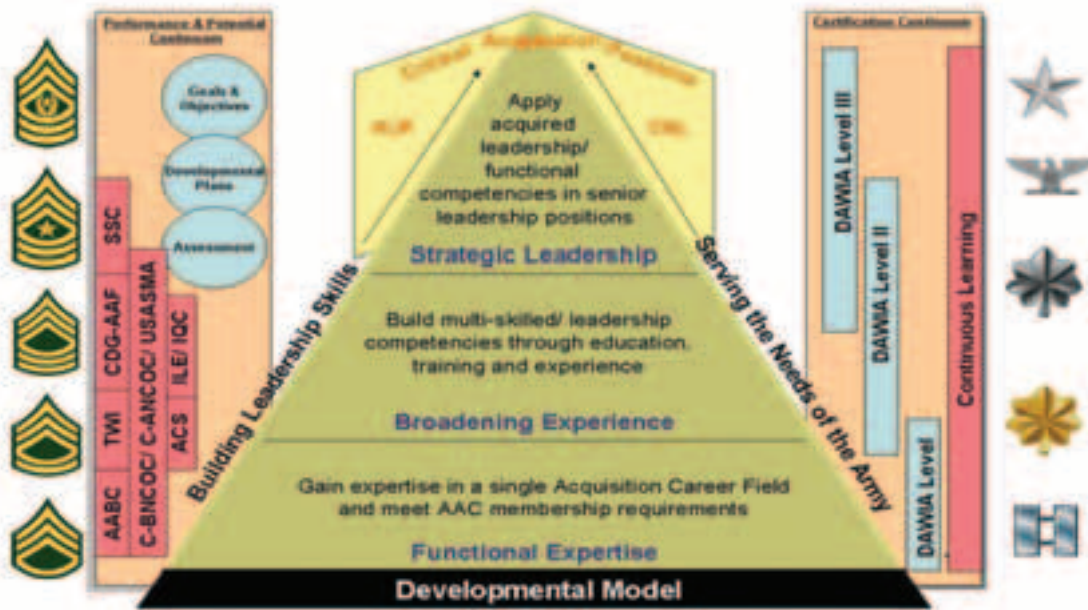 Performance & Potential
Continuum
Goals &
Objectives
Developmental
Plans
Assessment
SSC
CDG-AAF
TWI
AABC
C-BNCOC/ C-ANCOC/ USASMA
ILE/ IQC
ACS
Building Leadership Skills
Critical Acquisition Positions
Apply
acquired
leadership/
functional
competencies in senior
leadership positions
Strategic Leadership
Build multi-skilled/ leadership
competencies through education,
training and experience
Broadening Experience
Gain expertise in a single Acquisition Career Field
and meet AAC membership requirements
Functional Expertise
Developmental Model
Serving the Needs of the Army
Certification Continuum
DAWIA Level III
DAWIA Level II
DAWIA Level
Continuous Learning